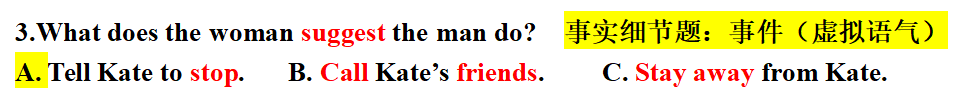 3.What does the woman suggest the man do? 事实细节题：事件（虚拟语气）
A. Tell Kate to stop. B. Call Kate’s friends. C. Stay away from Kate.